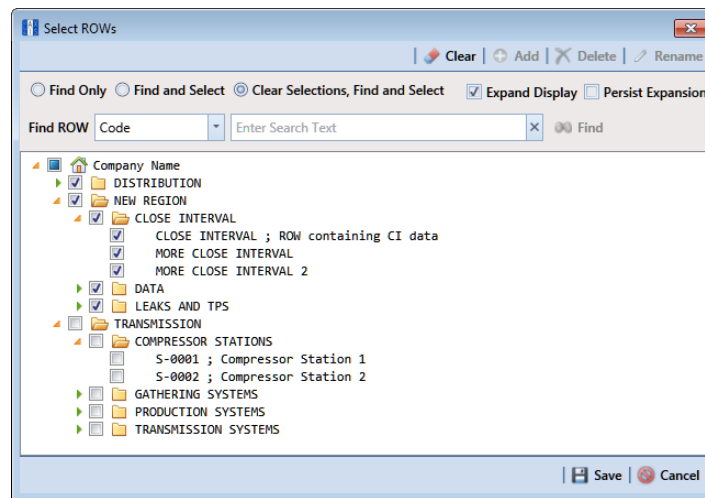 Select ROWs
Clear Add Delete Rename
Find Only Find and Select Clear Selections, Find and Select Expand Display Persist Expansion
Find ROW Code Enter Search Text Find
Company Name
DISTRIBUTION
NEW REGION
CLOSE INTERVAL
CLOSE INTERVAL ; ROW containing CI data
MORE CLOSE INTERVAL
MORE CLOSE INTERVAL 2
DATA
LEAKS AND TPS
TRANSMISSION
COMPRESSOR STATIONS
S-0001 ; Compressor Station 1
S-0002 ; Compressor Station 2
GATHERING SYSTEMS
PRODUCTION SYSTEMS
TRANSMISSION SYSTEMS
Save Cancel